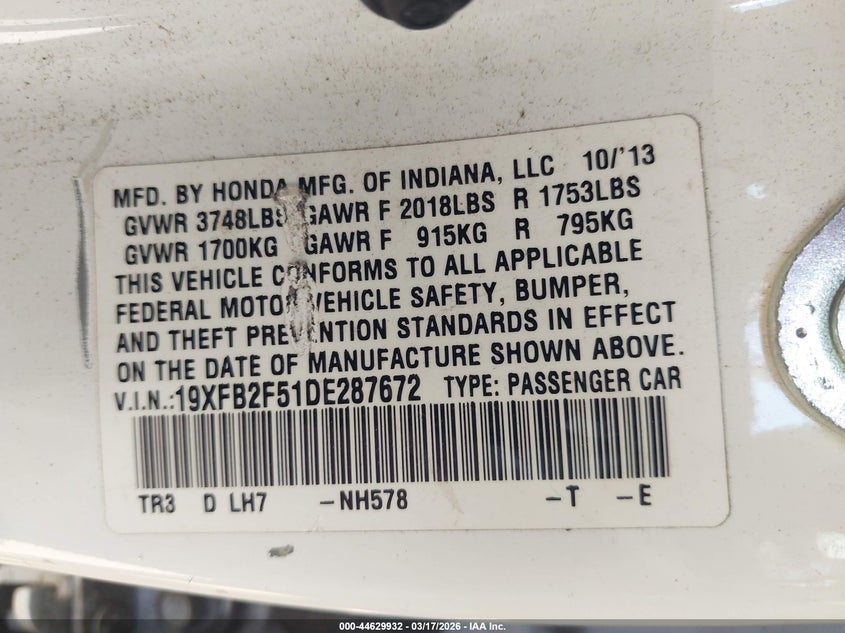 MFD. BY HONDA MFG. OF INDIANA, LLC 10/'13
GVWR 3748LBS GAWR F 2018LBS R 1753LBS
GVWR 1700KG GAWR F 915KG R 795KG
THIS VEHICLE CONFORMS TO ALL APPLICABLE
FEDERAL MOTOR VEHICLE SAFETY, BUMPER,
AND THEFT PREVENTION STANDARDS IN EFFECT
ON THE DATE OF MANUFACTURE SHOWN ABOVE.
V.I.N.:19XFB2F51DE287672 TYPE: PASSENGER CAR
TR3 D LH7 -NH578 -T -E
000-44629932 - 03/17/2026 - IAA Inc.